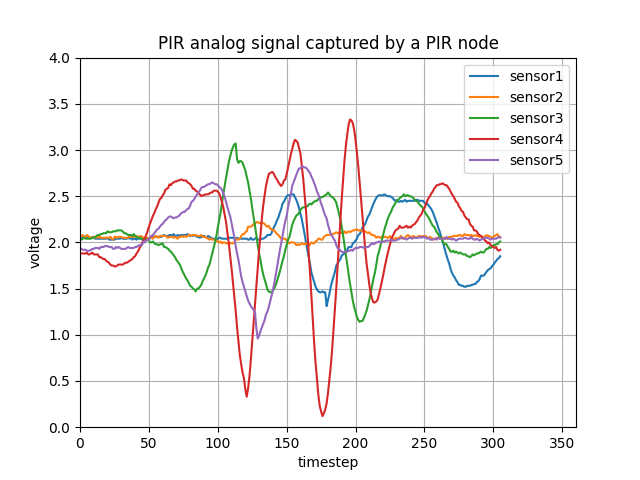 PIR analog signal captured by a PIR node
4.0
3.5
3.0
2.5
2.0
1.5
1.0
0.5
0.0
voltage
0 50 100 150 200 250 300 350
timestep
sensor1
sensor2
sensor3
sensor4
sensor5